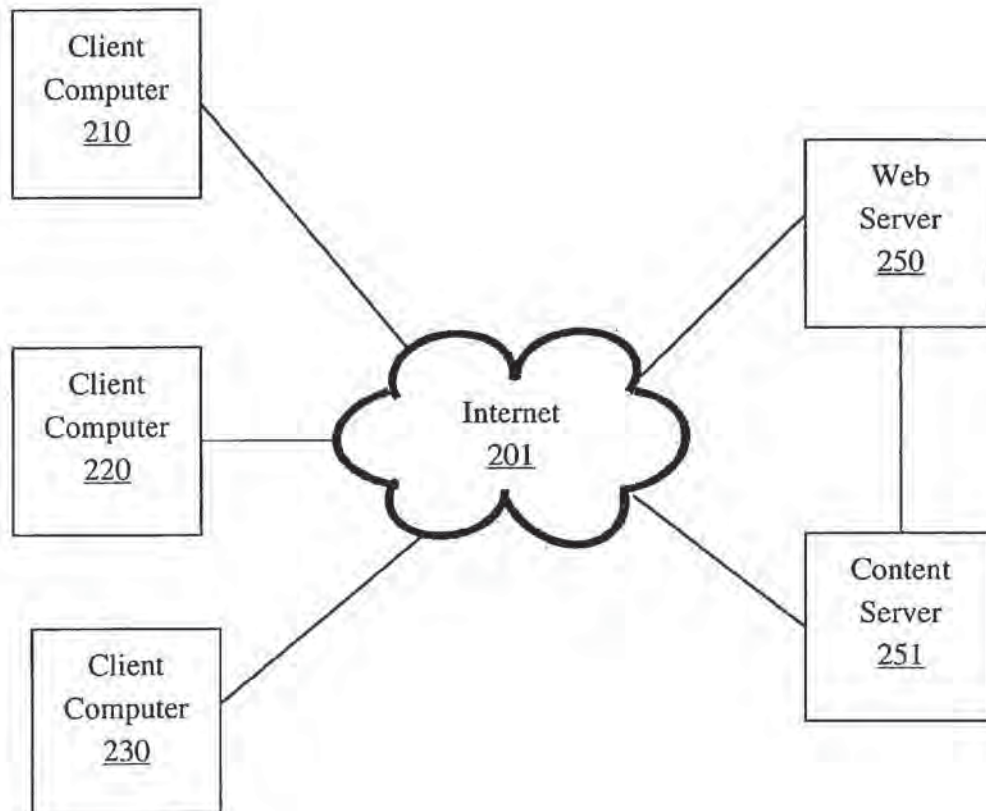 Client
Computer
210
Client
Computer
220
Client
Computer
230
Internet
201
Web
Server
250
Content
Server
251